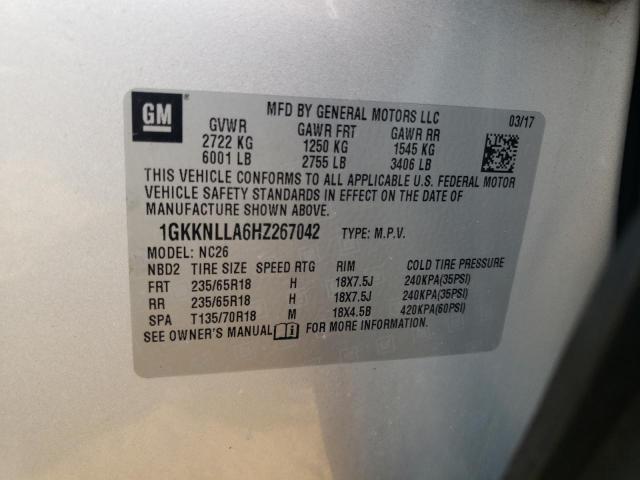 GM
MFD BY GENERAL MOTORS LLC 03/17
GVWR GAWR FRT GAWR RR
2722 KG 1250 KG 1545 KG
6001 LB 2755 LB 3406 LB
THIS VEHICLE CONFORMS TO ALL APPLICABLE U.S. FEDERAL MOTOR
VEHICLE SAFETY STANDARDS IN EFFECT ON THE DATE OF
MANUFACTURE SHOWN ABOVE.
1GKKNLLA6HZ267042 TYPE: M.P.V.
MODEL: NC26
NBD2 TIRE SIZE SPEED RTG RIM COLD TIRE PRESSURE
FRT 235/65R18 H 18X7.5J 240KPA(35PSI)
RR 235/65R18 H 18X7.5J 240KPA(35PSI)
SPA T135/70R18 M 18X4.5B 420KPA(60PSI)
SEE OWNER'S MANUAL FOR MORE INFORMATION.